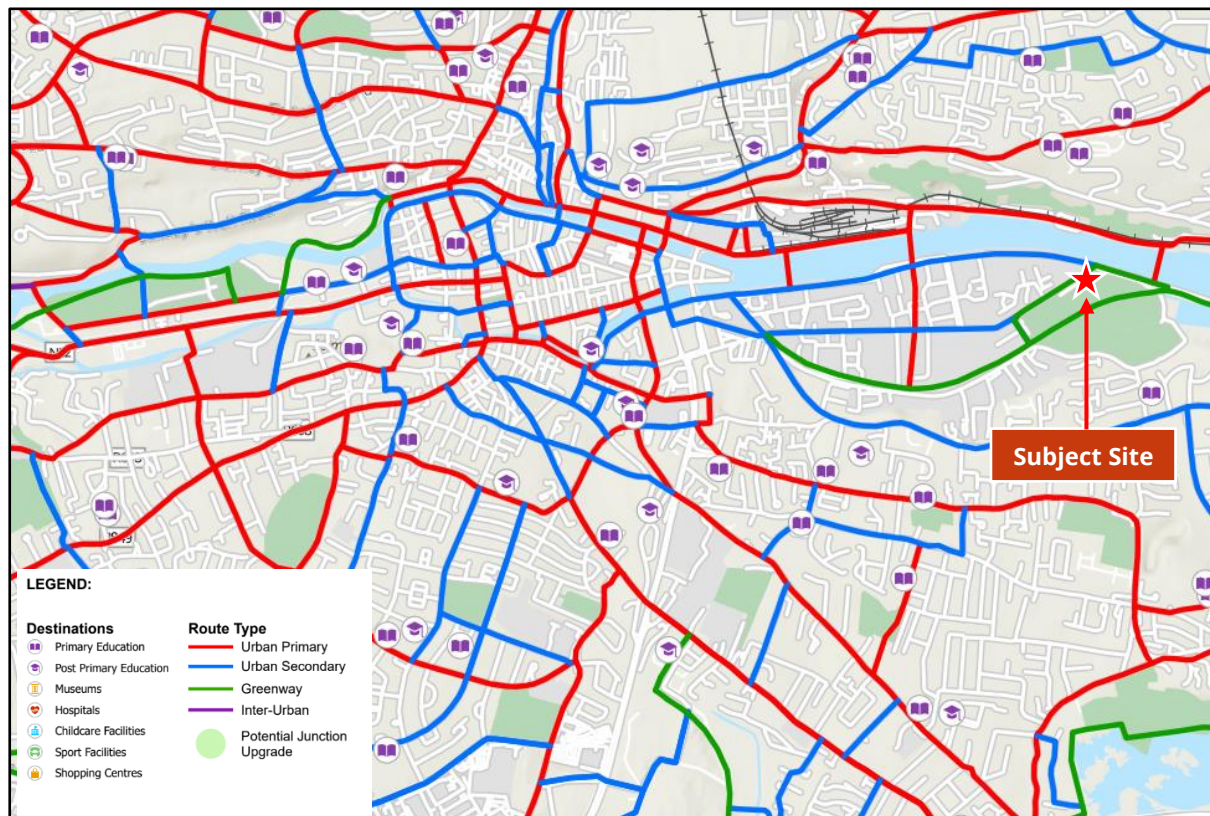 Subject Site
LEGEND:
Destinations
Primary Education
Post Primary Education
Museums
Hospitals
Childcare Facilities
Sport Facilities
Shopping Centres
Route Type
Urban Primary
Urban Secondary
Greenway
Inter-Urban
Potential Junction
Upgrade